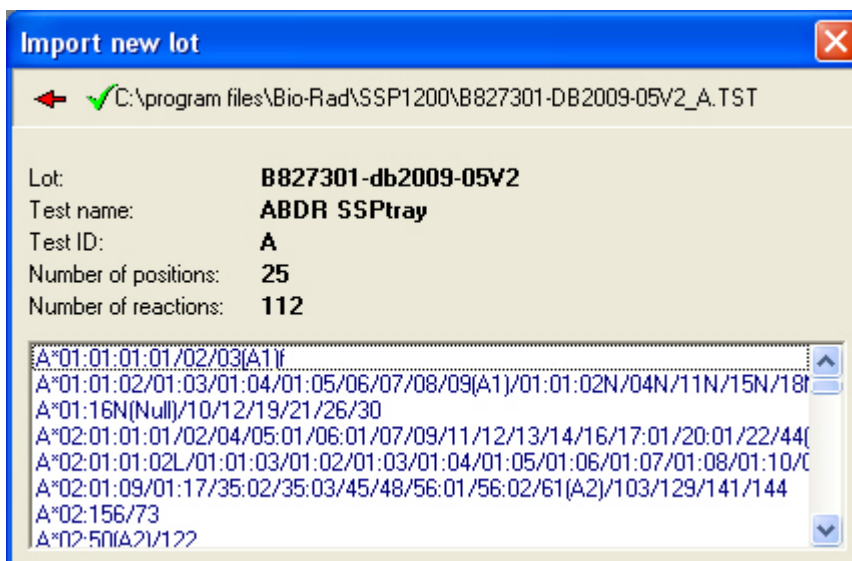 Import new lot
C:\program files\Bio-Rad\SSP1200\B827301-DB2009-05V2_A.TST
Lot: B827301-db2009-05V2
Test name: ABDR SSPtray
Test ID: A
Number of positions: 25
Number of reactions: 112
A*01:01:01:01/02/03(A1)f
A*01:01:02/01:03/01:04/01:05/06/07/08/09(A1)/01:01:02N/04N/11N/15N/18N
A*01:16N(Null)/10/12/19/21/26/30
A*02:01:01:01/02/04/05:01/06:01/07/09/11/12/13/14/16/17:01/20:01/22/44(
A*02:01:01:02L/01:01:03/01:02/01:03/01:04/01:05/01:06/01:07/01:08/01:10/
A*02:01:09/01:17/35:02/35:03/45/48/56:01/56:02/61(A2)/103/129/141/144
A*02:156/73
A*02:50(A2)/122